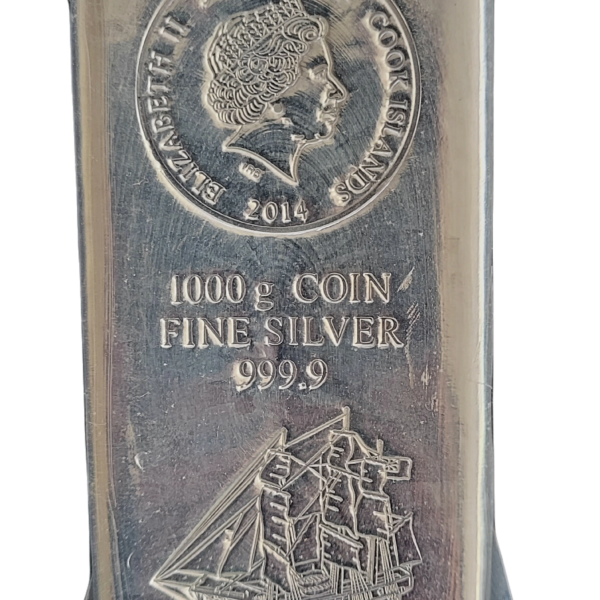 ELIZABETH II
COOK ISLANDS
2014
1000 g COIN
FINE SILVER
999.9